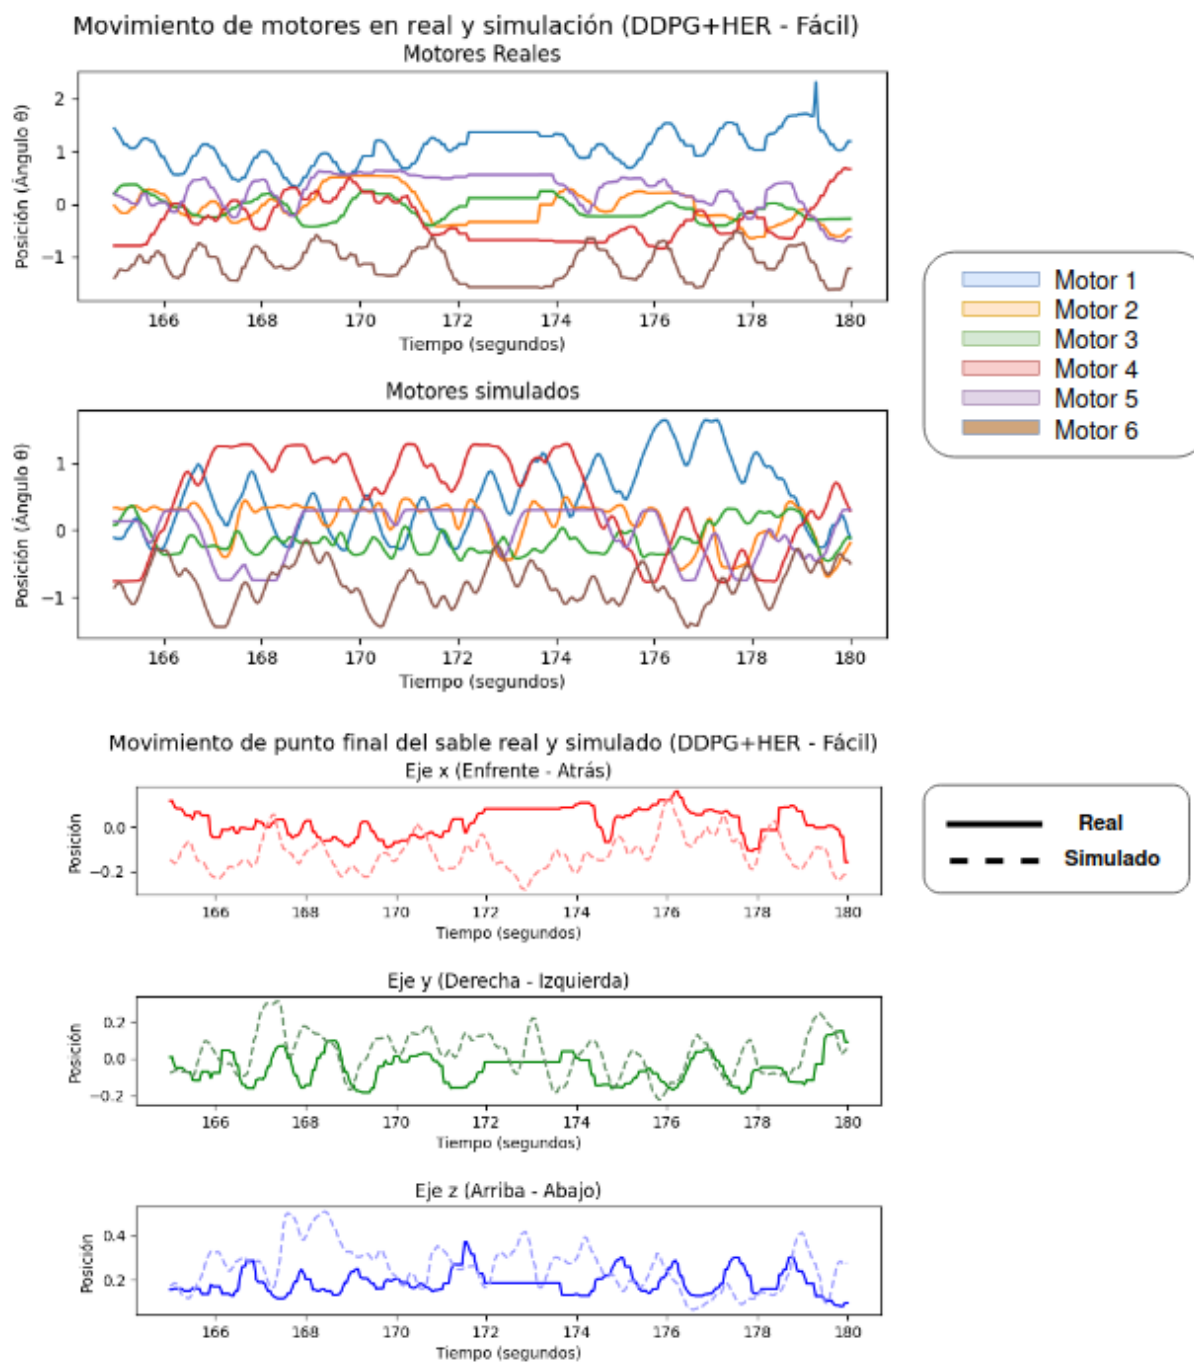 Movimiento de motores en real y simulación (DDPG+HER - Fácil)
Motores Reales
Posición (Ángulo θ)
2
1
0
−1
166 168 170 172 174 176 178 180
Tiempo (segundos)
Motor 1
Motor 2
Motor 3
Motor 4
Motor 5
Motor 6
Motores simulados
Posición (Ángulo θ)
1
0
−1
166 168 170 172 174 176 178 180
Tiempo (segundos)
Movimiento de punto final del sable real y simulado (DDPG+HER - Fácil)
Eje x (Enfrente - Atrás)
Posición
0.0
−0.2
166 168 170 172 174 176 178 180
Tiempo (segundos)
Real
Simulado
Eje y (Derecha - Izquierda)
Posición
0.2
0.0
−0.2
166 168 170 172 174 176 178 180
Tiempo (segundos)
Eje z (Arriba - Abajo)
Posición
0.4
0.2
166 168 170 172 174 176 178 180
Tiempo (segundos)